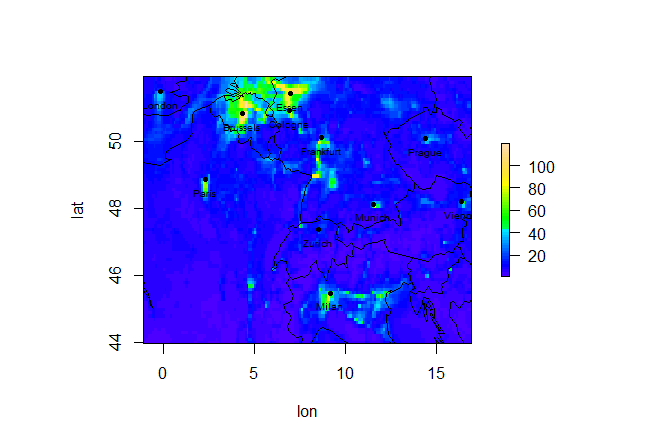 London
Essen
Brussels
Cologne
Frankfurt
Prague
Paris
Munich
Vienna
Zurich
Milan
44
46
48
50
lat
0
5
10
15
lon
100
80
60
40
20